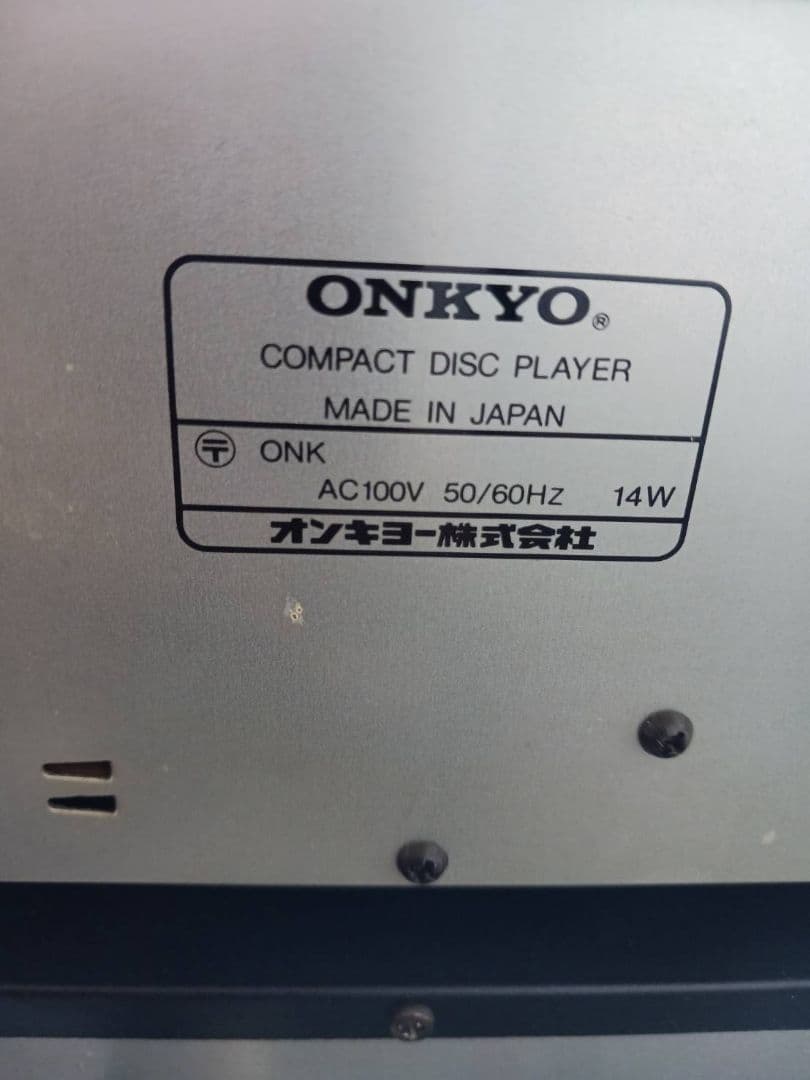 ONKYO®
COMPACT DISC PLAYER
MADE IN JAPAN
〒 ONK
AC100V 50/60Hz 14W
オンキヨー株式会社